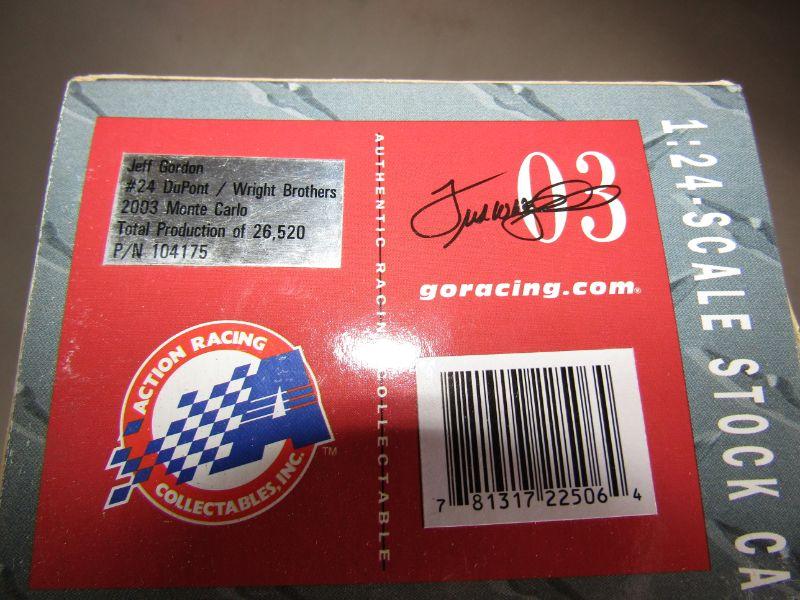 Jeff Gordon
#24 DuPont / Wright Brothers
2003 Monte Carlo
Total Production of 26,520
P/N 104175
ACTION RACING
COLLECTABLES, INC.
TM
AUTHENTIC RACING COLLECTABLE
03
goracing.com®
7 81317 22506 4
1:24-SCALE STOCK CA